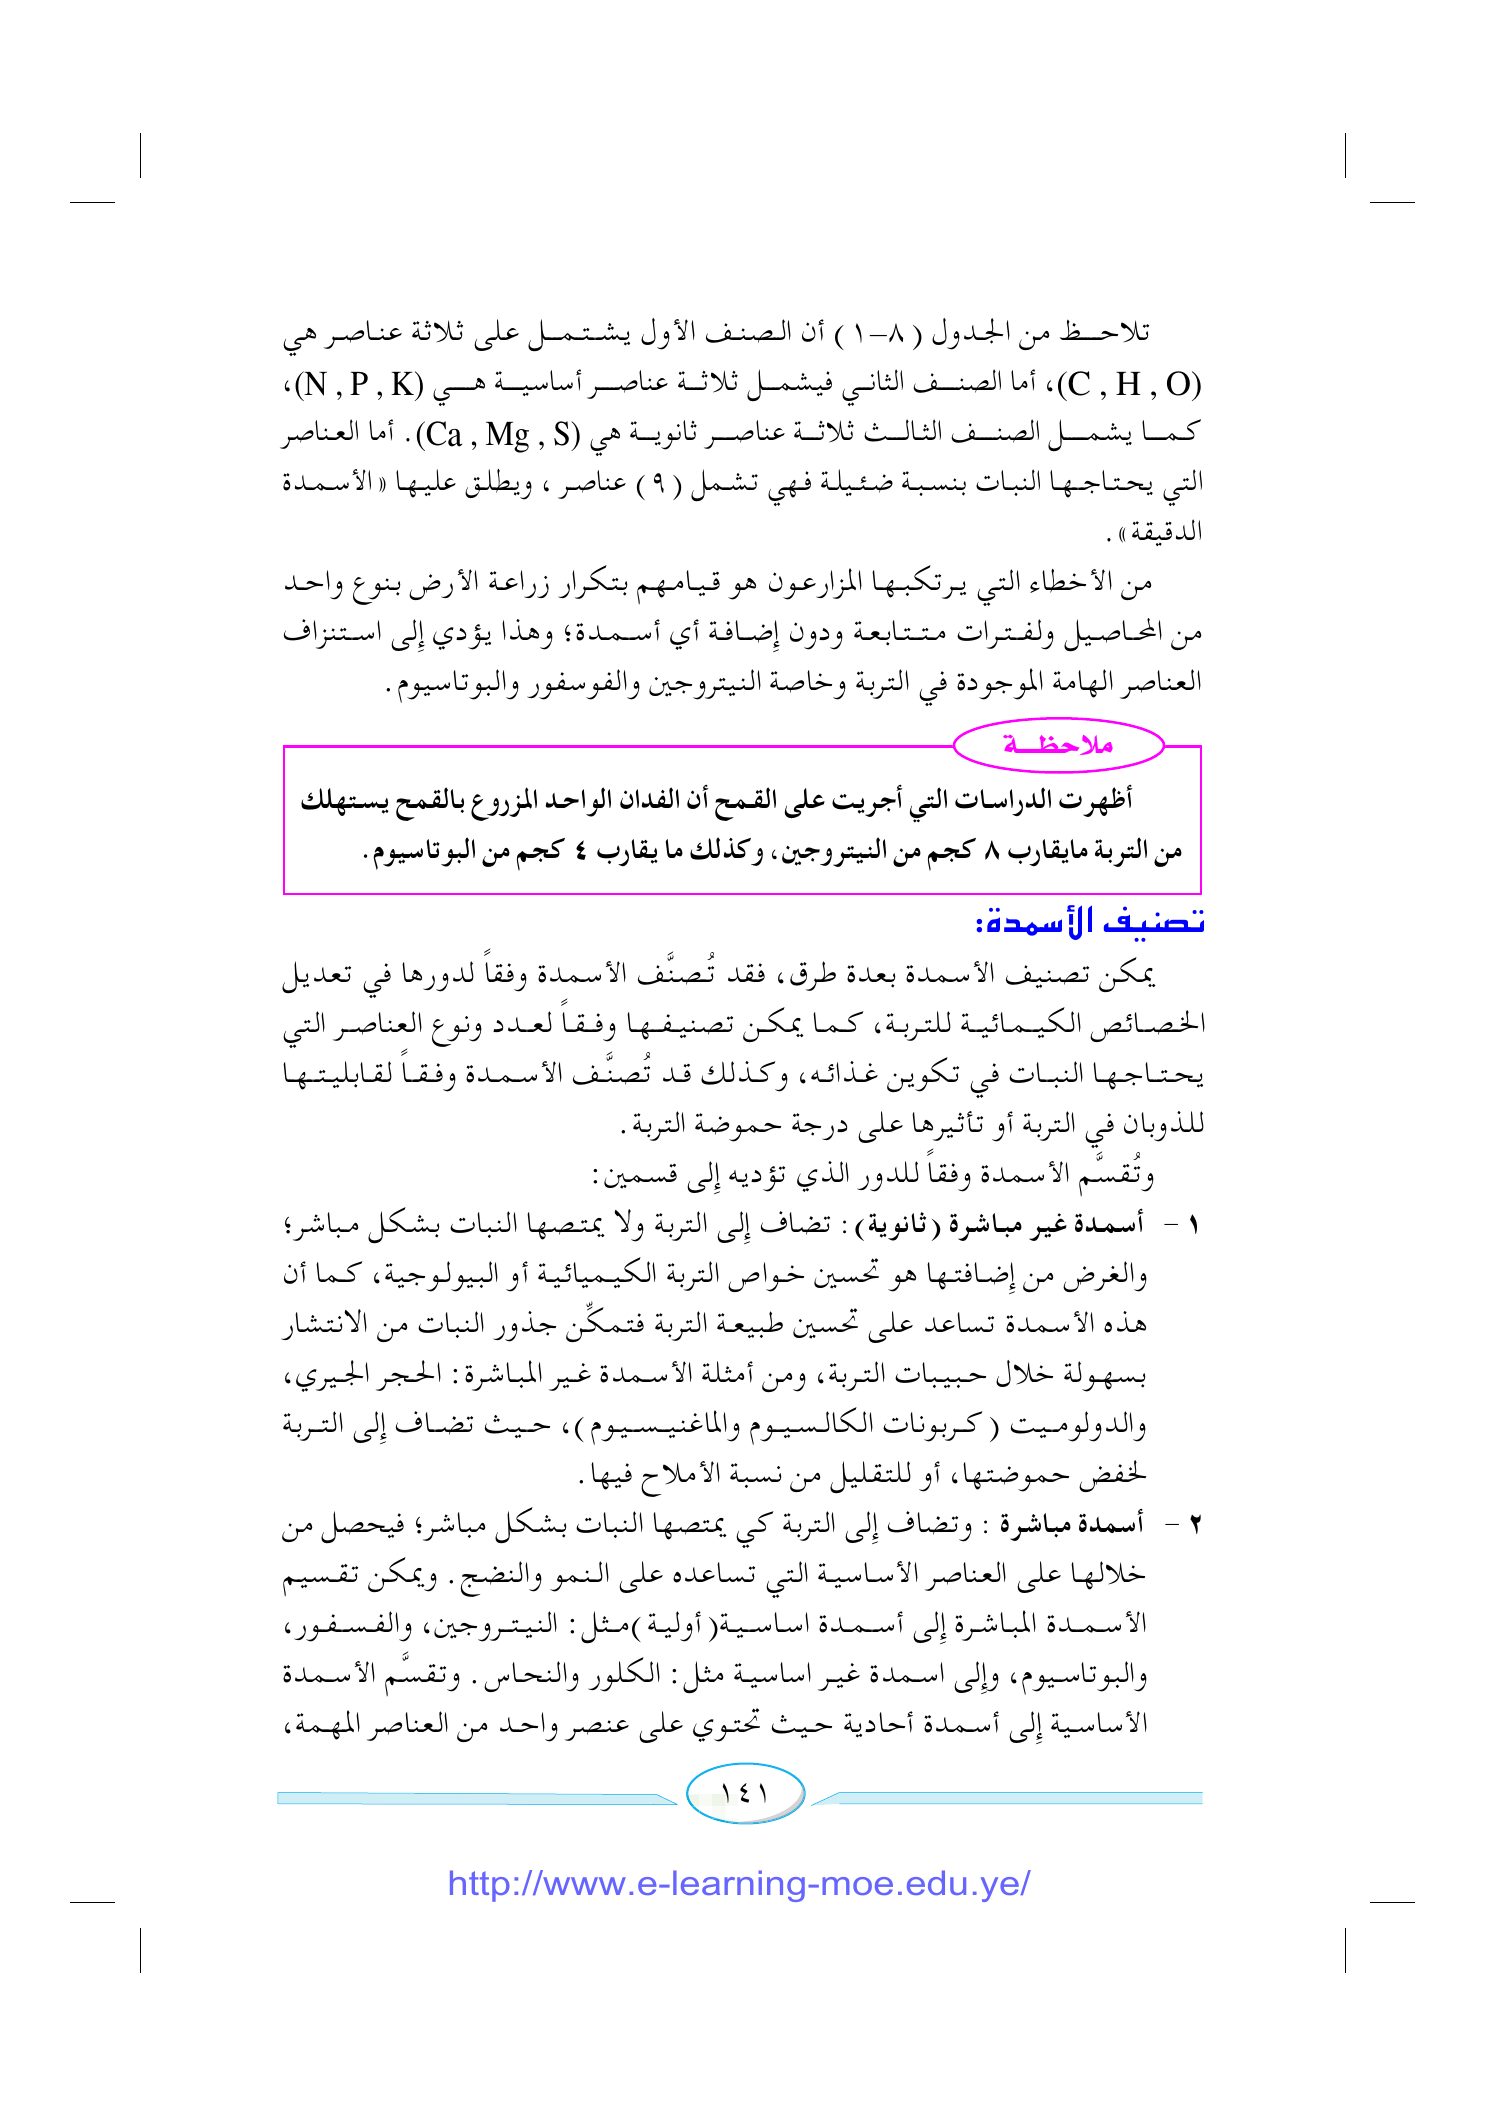 تلاحظ من الجدول (٨-١) أن الصنف الأول يشتمل على ثلاثة عناصر هي
(C , H , O)، أما الصنف الثاني فيشمل ثلاثة عناصر أساسية هي (N , P , K)،
كما يشمل الصنف الثالث ثلاثة عناصر ثانوية هي (Ca , Mg , S). أما العناصر
التي يحتاجها النبات بنسبة ضئيلة فهي تشمل (٩) عناصر ، ويطلق عليها «الأسمدة
الدقيقة».
من الأخطاء التي يرتكبها المزارعون هو قيامهم بتكرار زراعة الأرض بنوع واحد
من المحاصيل ولفترات متتابعة ودون إضافة أي أسمدة؛ وهذا يؤدي إلى استنزاف
العناصر الهامة الموجودة في التربة وخاصة النيتروجين والفوسفور والبوتاسيوم.
ملاحظة
أظهرت الدراسات التي أجريت على القمح أن الفدان الواحد المزروع بالقمح يستهلك
من التربة مايقارب ٨ كجم من النيتروجين، وكذلك ما يقارب ٤ كجم من البوتاسيوم.
تصنيف الأسمدة:
يمكن تصنيف الأسمدة بعدة طرق، فقد تُصنَّف الأسمدة وفقاً لدورها في تعديل
الخصائص الكيمائية للتربة، كما يمكن تصنيفها وفقاً لعدد ونوع العناصر التي
يحتاجها النبات في تكوين غذائه، وكذلك قد تُصنَّف الأسمدة وفقاً لقابليتها
للذوبان في التربة أو تأثيرها على درجة حموضة التربة.
وتُقسَّم الأسمدة وفقاً للدور الذي تؤديه إلى قسمين:
١ - أسمدة غير مباشرة (ثانوية): تضاف إلى التربة ولا يمتصها النبات بشكل مباشر؛
والغرض من إضافتها هو تحسين خواص التربة الكيميائية أو البيولوجية، كما أن
هذه الأسمدة تساعد على تحسين طبيعة التربة فتمكِّن جذور النبات من الانتشار
بسهولة خلال حبيبات التربة، ومن أمثلة الأسمدة غير المباشرة: الحجر الجيري،
والدولوميت (كربونات الكالسيوم والماغنيسيوم)، حيث تضاف إلى التربة
لخفض حموضتها، أو للتقليل من نسبة الأملاح فيها.
٢ - أسمدة مباشرة : وتضاف إلى التربة كي يمتصها النبات بشكل مباشر؛ فيحصل من
خلالها على العناصر الأساسية التي تساعده على النمو والنضج. ويمكن تقسيم
الأسمدة المباشرة إلى أسمدة اساسية(أولية)مثل: النيتروجين، والفسفور،
والبوتاسيوم، وإلى اسمدة غير اساسية مثل: الكلور والنحاس. وتقسَّم الأسمدة
الأساسية إلى أسمدة أحادية حيث تحتوي على عنصر واحد من العناصر المهمة،
١٤١
http://www.e-learning-moe.edu.ye/